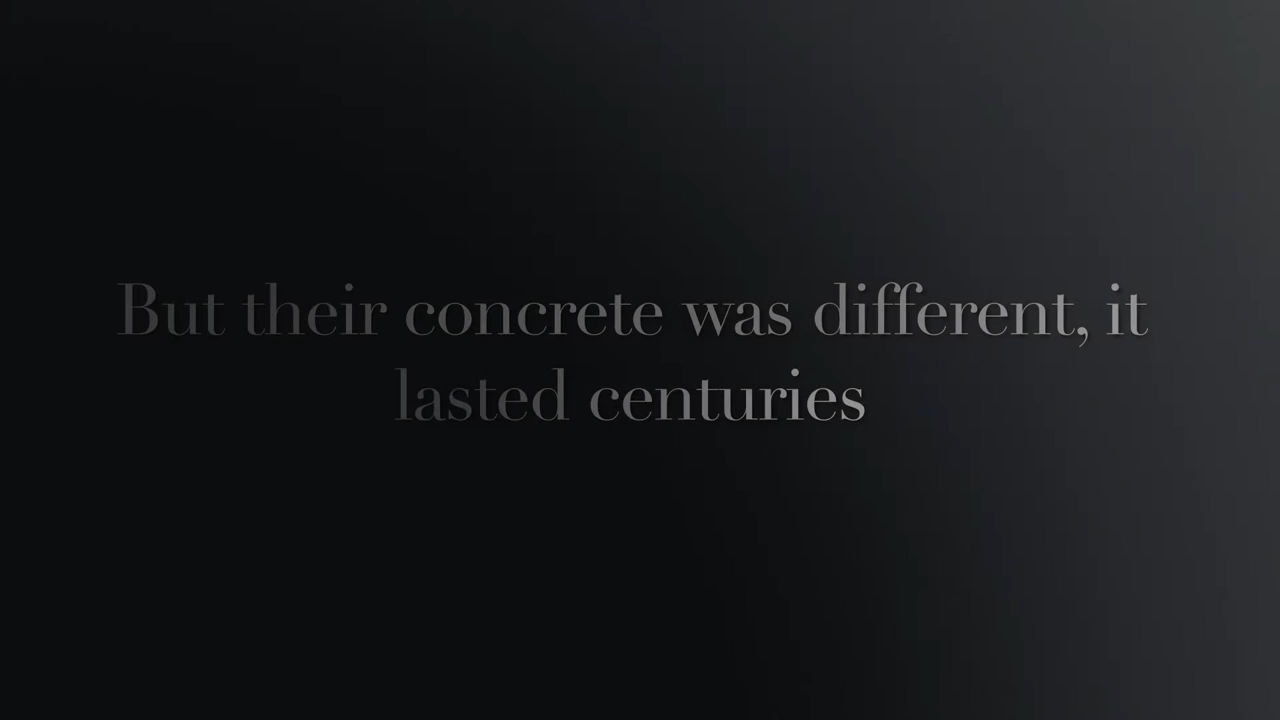 But their concrete was different, it
lasted centuries